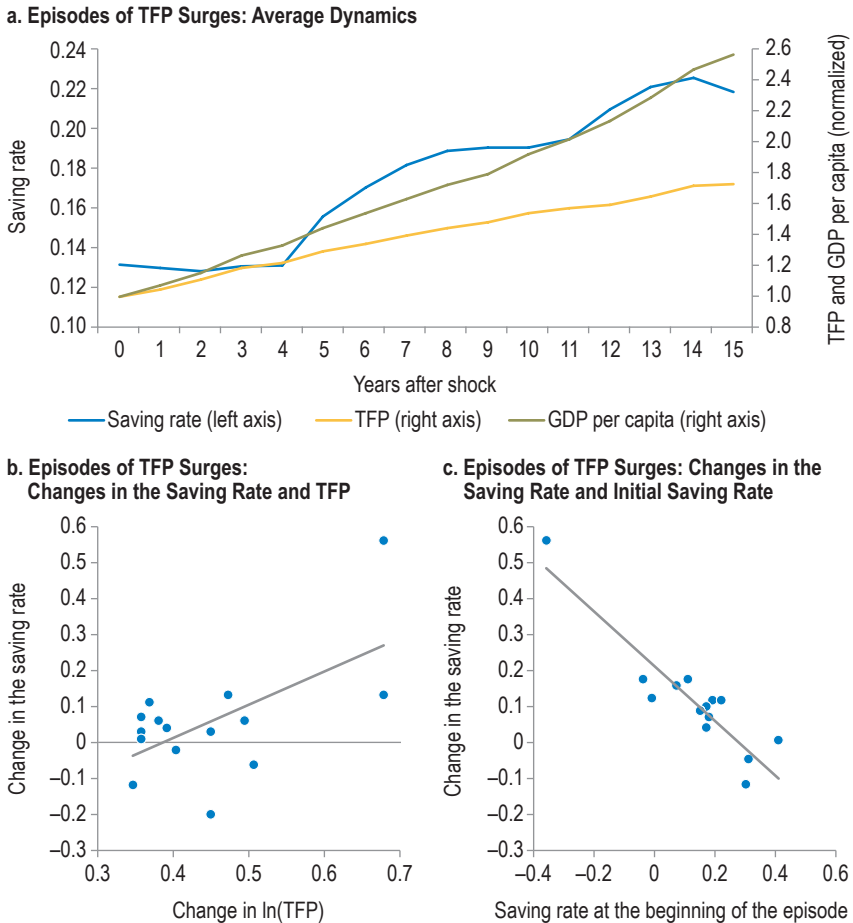 a. Episodes of TFP Surges: Average Dynamics
Saving rate
0.24
0.22
0.20
0.18
0.16
0.14
0.12
0.10
2.6
2.4
2.2
2.0
1.8
1.6
1.4
1.2
1.0
0.8
TFP and GDP per capita (normalized)
0 1 2 3 4 5 6 7 8 9 10 11 12 13 14 15
Years after shock
Saving rate (left axis) TFP (right axis) GDP per capita (right axis)
b. Episodes of TFP Surges:
Changes in the Saving Rate and TFP
Change in the saving rate
0.6
0.5
0.4
0.3
0.2
0.1
0
–0.1
–0.2
–0.3
0.3 0.4 0.5 0.6 0.7
Change in ln(TFP)
c. Episodes of TFP Surges: Changes in the
Saving Rate and Initial Saving Rate
Change in the saving rate
0.6
0.5
0.4
0.3
0.2
0.1
0
–0.1
–0.2
–0.3
–0.4 –0.2 0 0.2 0.4 0.6
Saving rate at the beginning of the episode